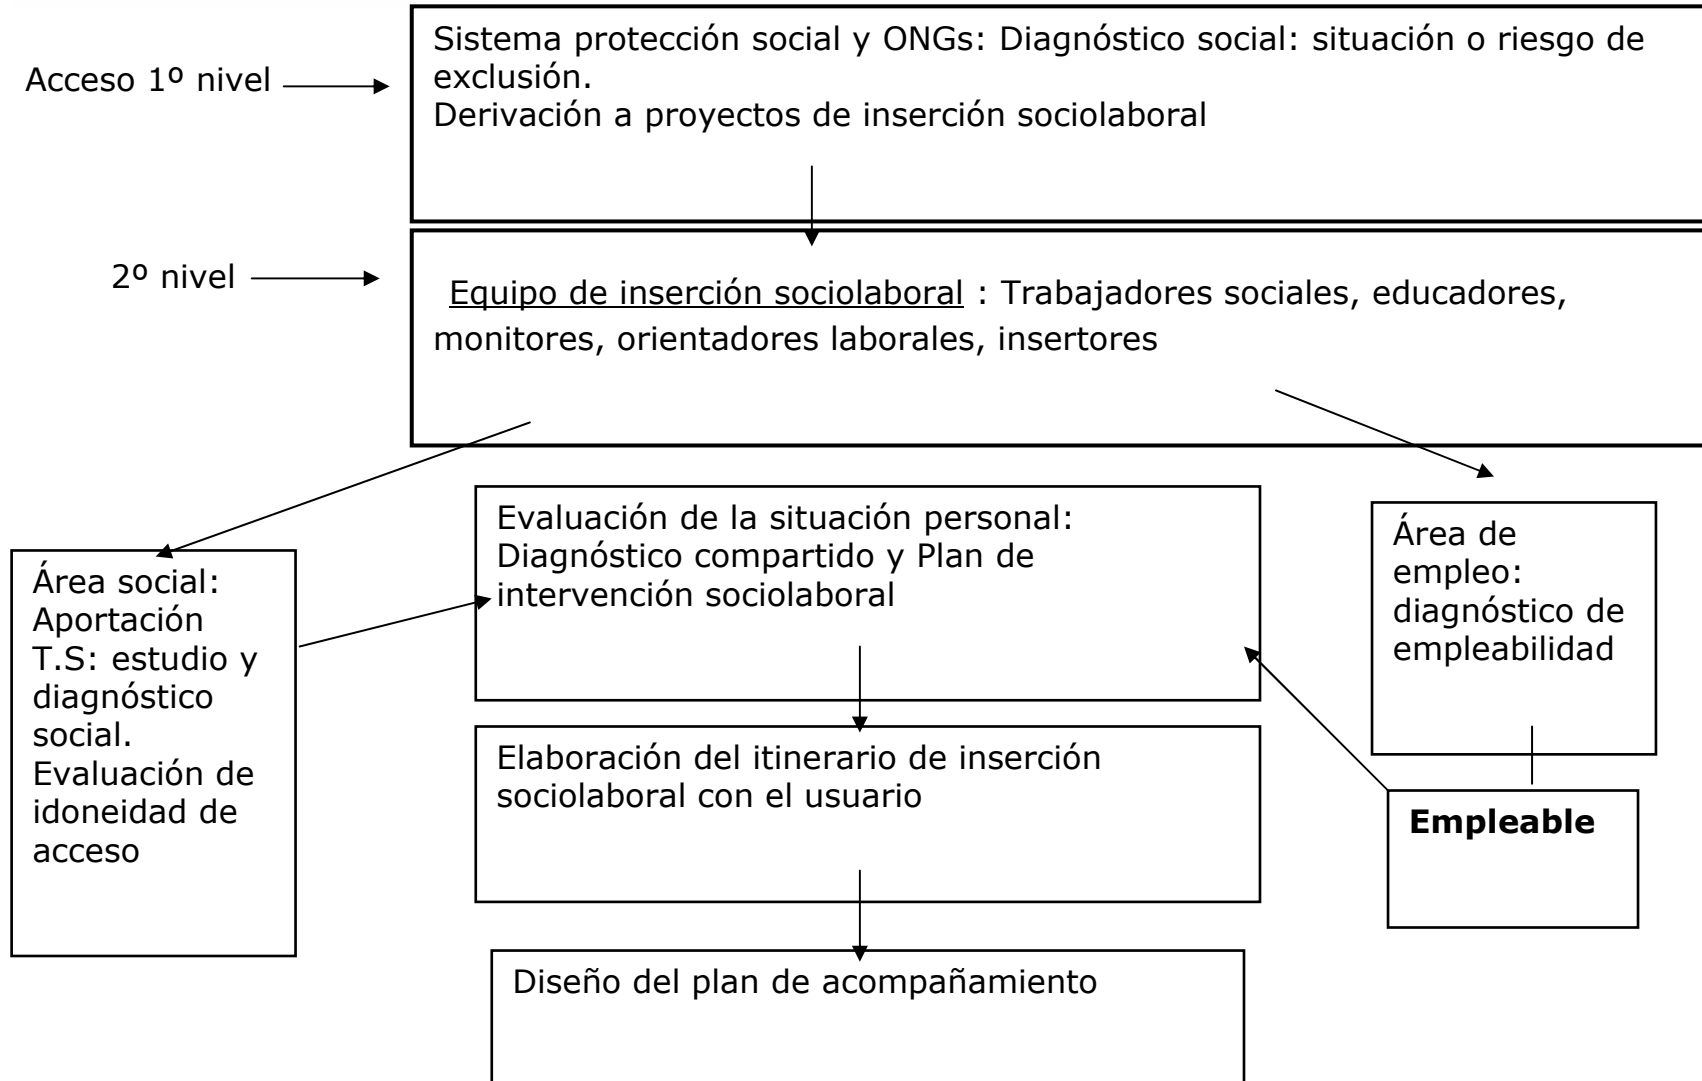 Acceso 1º nivel
Sistema protección social y ONGs: Diagnóstico social: situación o riesgo de
exclusión.
Derivación a proyectos de inserción sociolaboral
2º nivel
Equipo de inserción sociolaboral : Trabajadores sociales, educadores,
monitores, orientadores laborales, insertores
Área social:
Aportación
T.S: estudio y
diagnóstico
social.
Evaluación de
idoneidad de
acceso
Evaluación de la situación personal:
Diagnóstico compartido y Plan de
intervención sociolaboral
Área de
empleo:
diagnóstico de
empleabilidad
Elaboración del itinerario de inserción
sociolaboral con el usuario
Empleable
Diseño del plan de acompañamiento